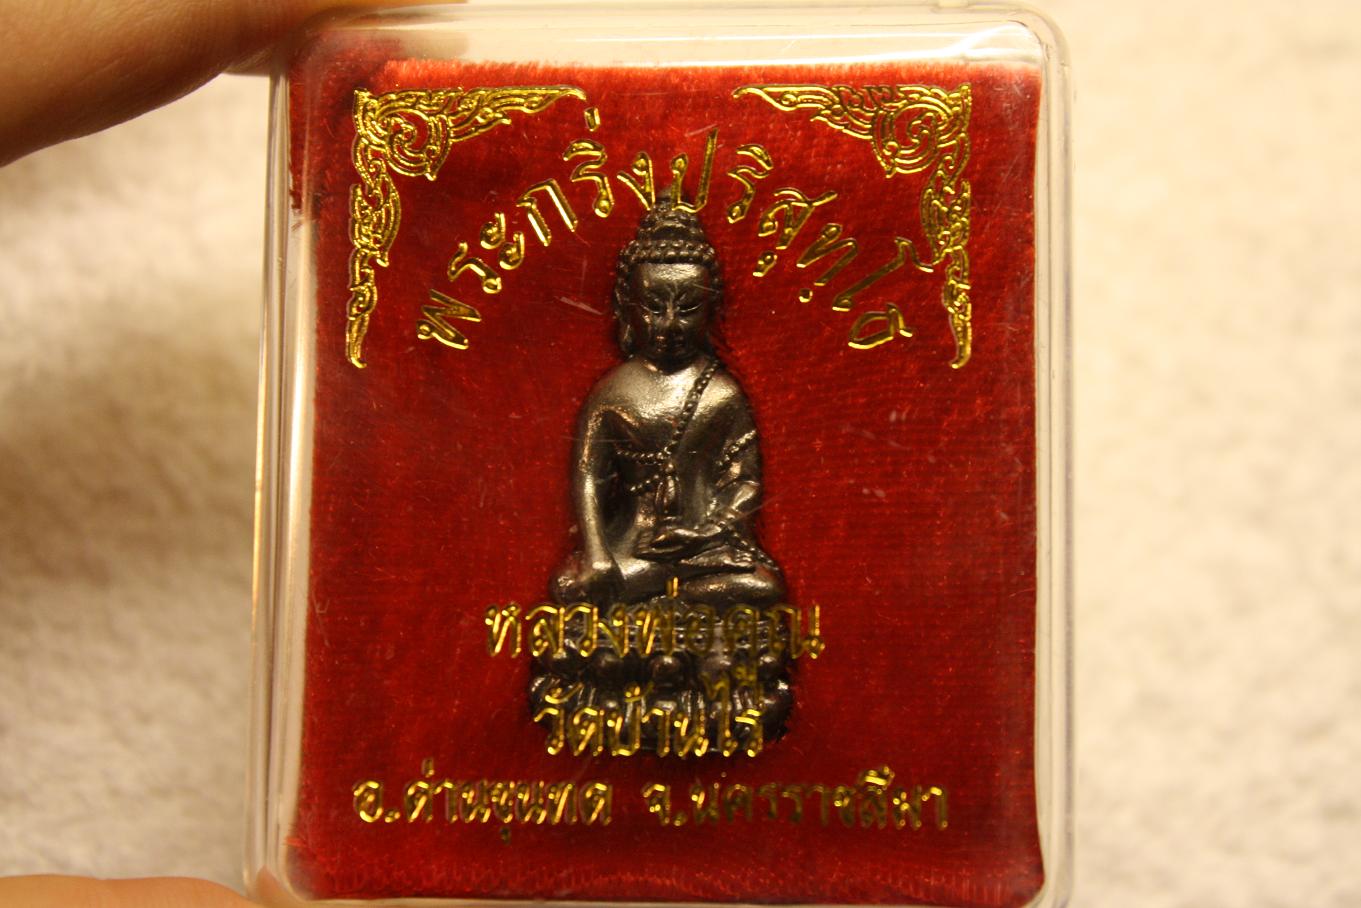 พระกริ่งปริสุทฺโธ
หลวงพ่อคูณ
วัดบ้านไร่
อ.ด่านขุนทด จ.นครราชสีมา